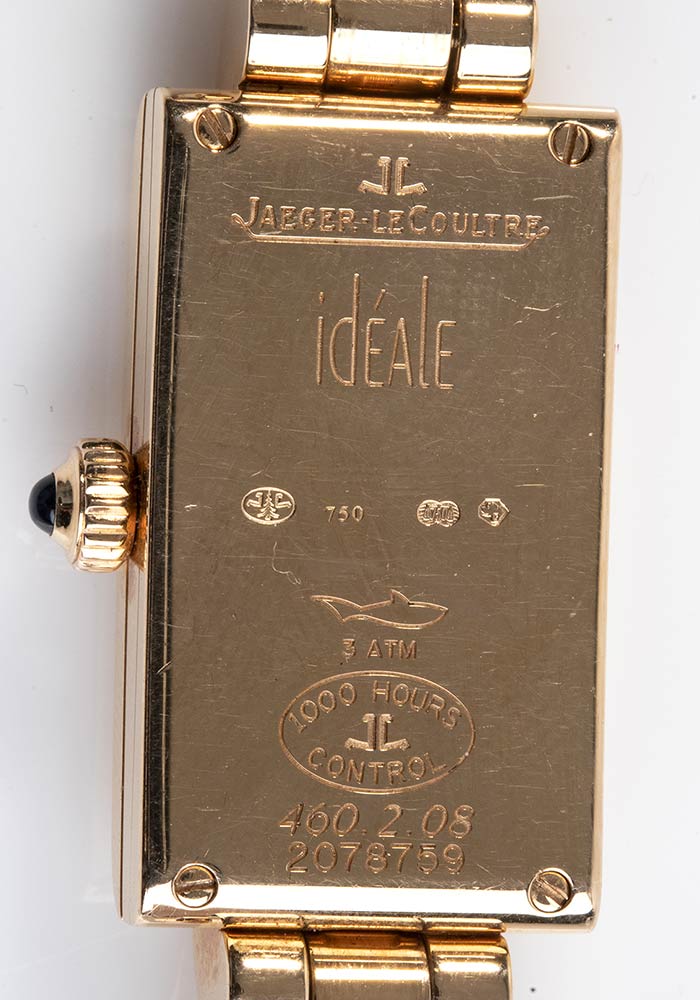 JL
JAEGER-LECOULTRE
idÉAlE
750
3 ATM
1000 HOURS
JL
CONTROL
460.2.08
2078759